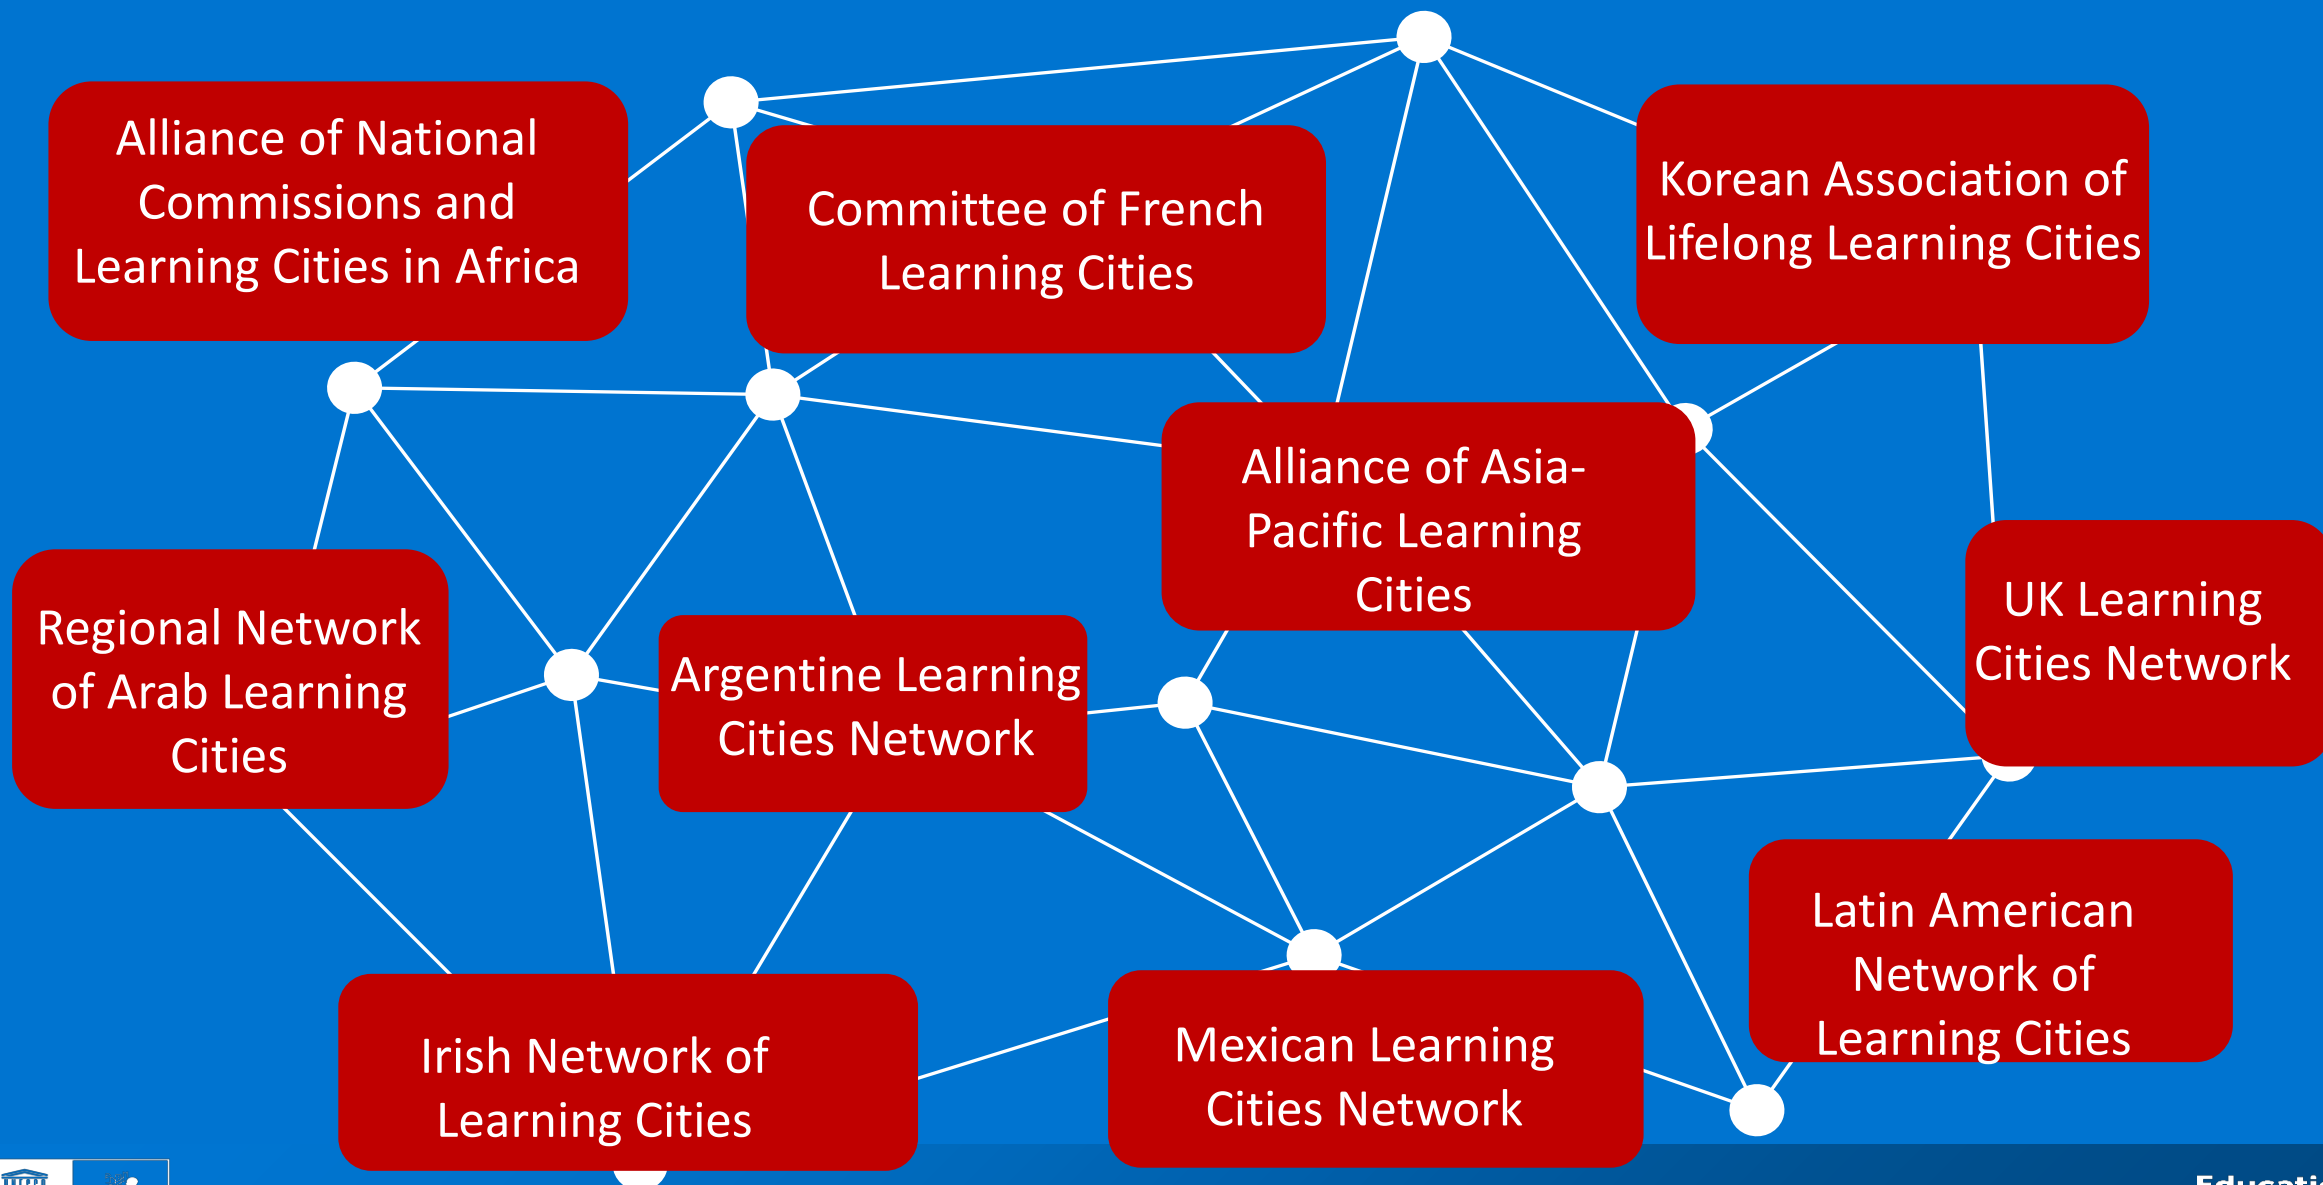 Alliance of National
Commissions and
Learning Cities in Africa
Committee of French
Learning Cities
Korean Association of
Lifelong Learning Cities
Alliance of Asia-
Pacific Learning
Cities
Regional Network
of Arab Learning
Cities
Argentine Learning
Cities Network
UK Learning
Cities Network
Latin American
Network of
Learning Cities
Irish Network of
Learning Cities
Mexican Learning
Cities Network